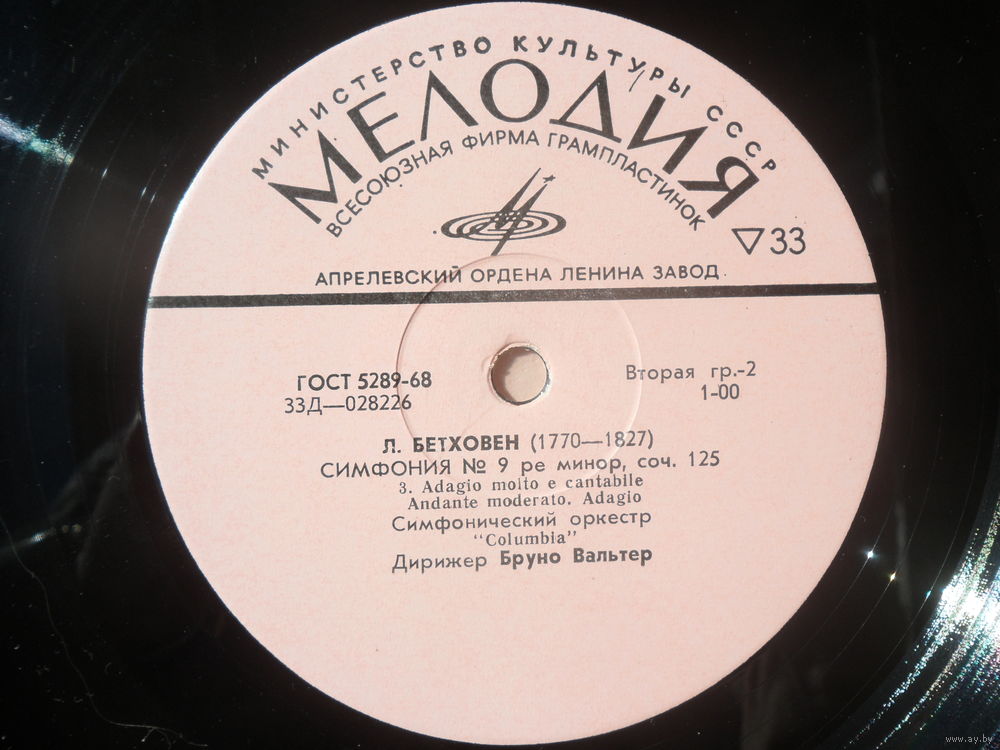 МИНИСТЕРСТВО КУЛЬТУРЫ СССР
МЕЛОДИЯ
ВСЕСОЮЗНАЯ ФИРМА ГРАМПЛАСТИНОК
▽33
АПРЕЛЕВСКИЙ ОРДЕНА ЛЕНИНА ЗАВОД
ГОСТ 5289-68
33Д—028226
Вторая гр.-2
1-00
Л. БЕТХОВЕН (1770—1827)
СИМФОНИЯ № 9 ре минор, соч. 125
3. Adagio molto e cantabile
Andante moderato. Adagio
Симфонический оркестр
"Columbia"
Дирижер Бруно Вальтер
www.ay.by